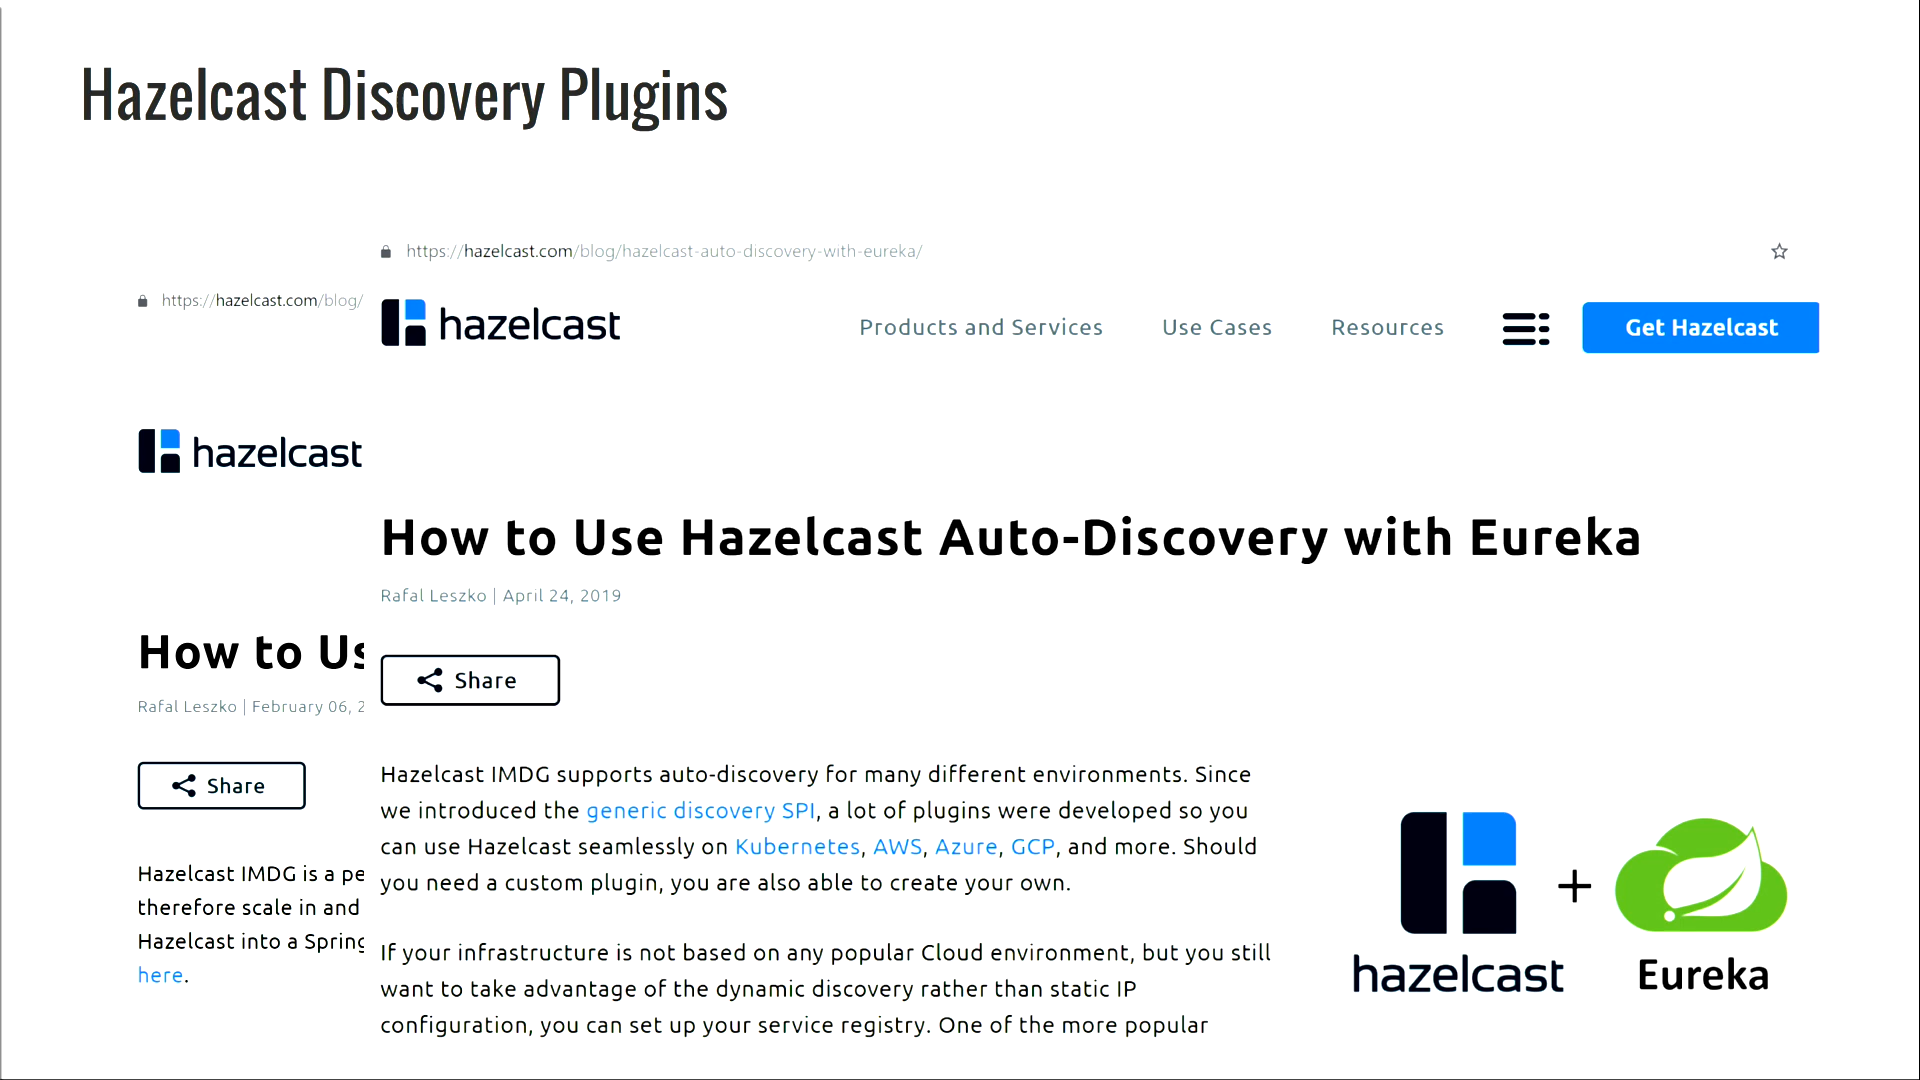 Hazelcast Discovery Plugins
https://hazelcast.com/blog/hazelcast-auto-discovery-with-eureka/
https://hazelcast.com/blog/
hazelcast
Products and Services
Use Cases
Resources
Get Hazelcast
hazelcast
How to Use Hazelcast Auto-Discovery with Eureka
Rafal Leszko | April 24, 2019
How to Us
Share
Rafal Leszko | February 06, 2
Share
Hazelcast IMDG supports auto-discovery for many different environments. Since
we introduced the generic discovery SPI, a lot of plugins were developed so you
can use Hazelcast seamlessly on Kubernetes, AWS, Azure, GCP, and more. Should
you need a custom plugin, you are also able to create your own.
If your infrastructure is not based on any popular Cloud environment, but you still
want to take advantage of the dynamic discovery rather than static IP
configuration, you can set up your service registry. One of the more popular
Hazelcast IMDG is a pe
therefore scale in and
Hazelcast into a Spring
here.
hazelcast
+
Eureka